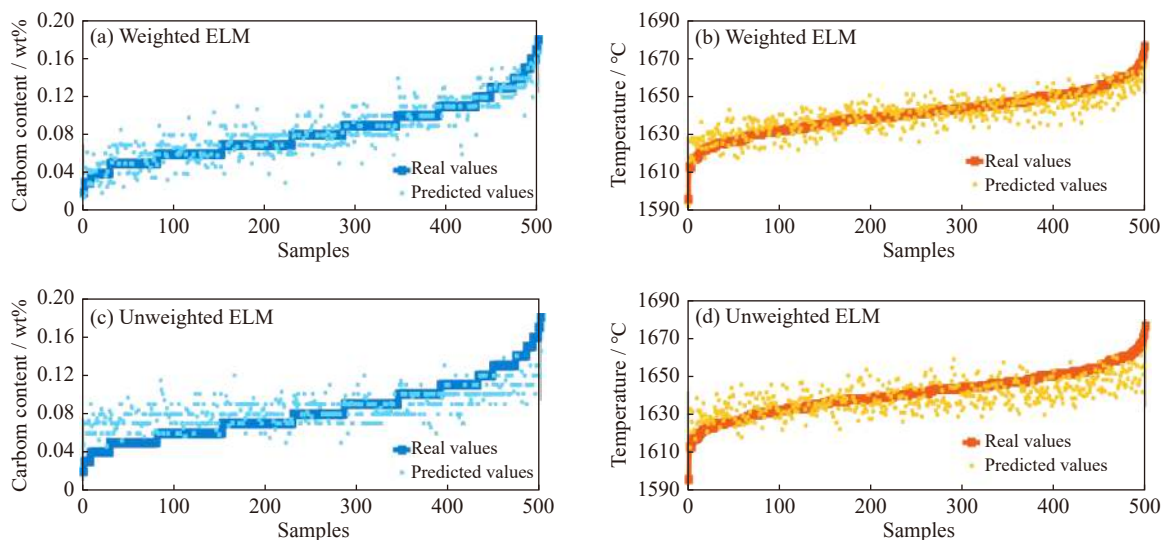 (a) Weighted ELM
Carbom content / wt%
0.20
0.16
0.12
0.08
0.04
0
Real values
Predicted values
0 100 200 300 400 500
Samples
(b) Weighted ELM
Temperature / °C
1690
1670
1650
1630
1610
1590
Real values
Predicted values
0 100 200 300 400 500
Samples
(c) Unweighted ELM
Carbom content / wt%
0.20
0.16
0.12
0.08
0.04
0
Real values
Predicted values
0 100 200 300 400 500
Samples
(d) Unweighted ELM
Temperature / °C
1690
1670
1650
1630
1610
1590
Real values
Predicted values
0 100 200 300 400 500
Samples